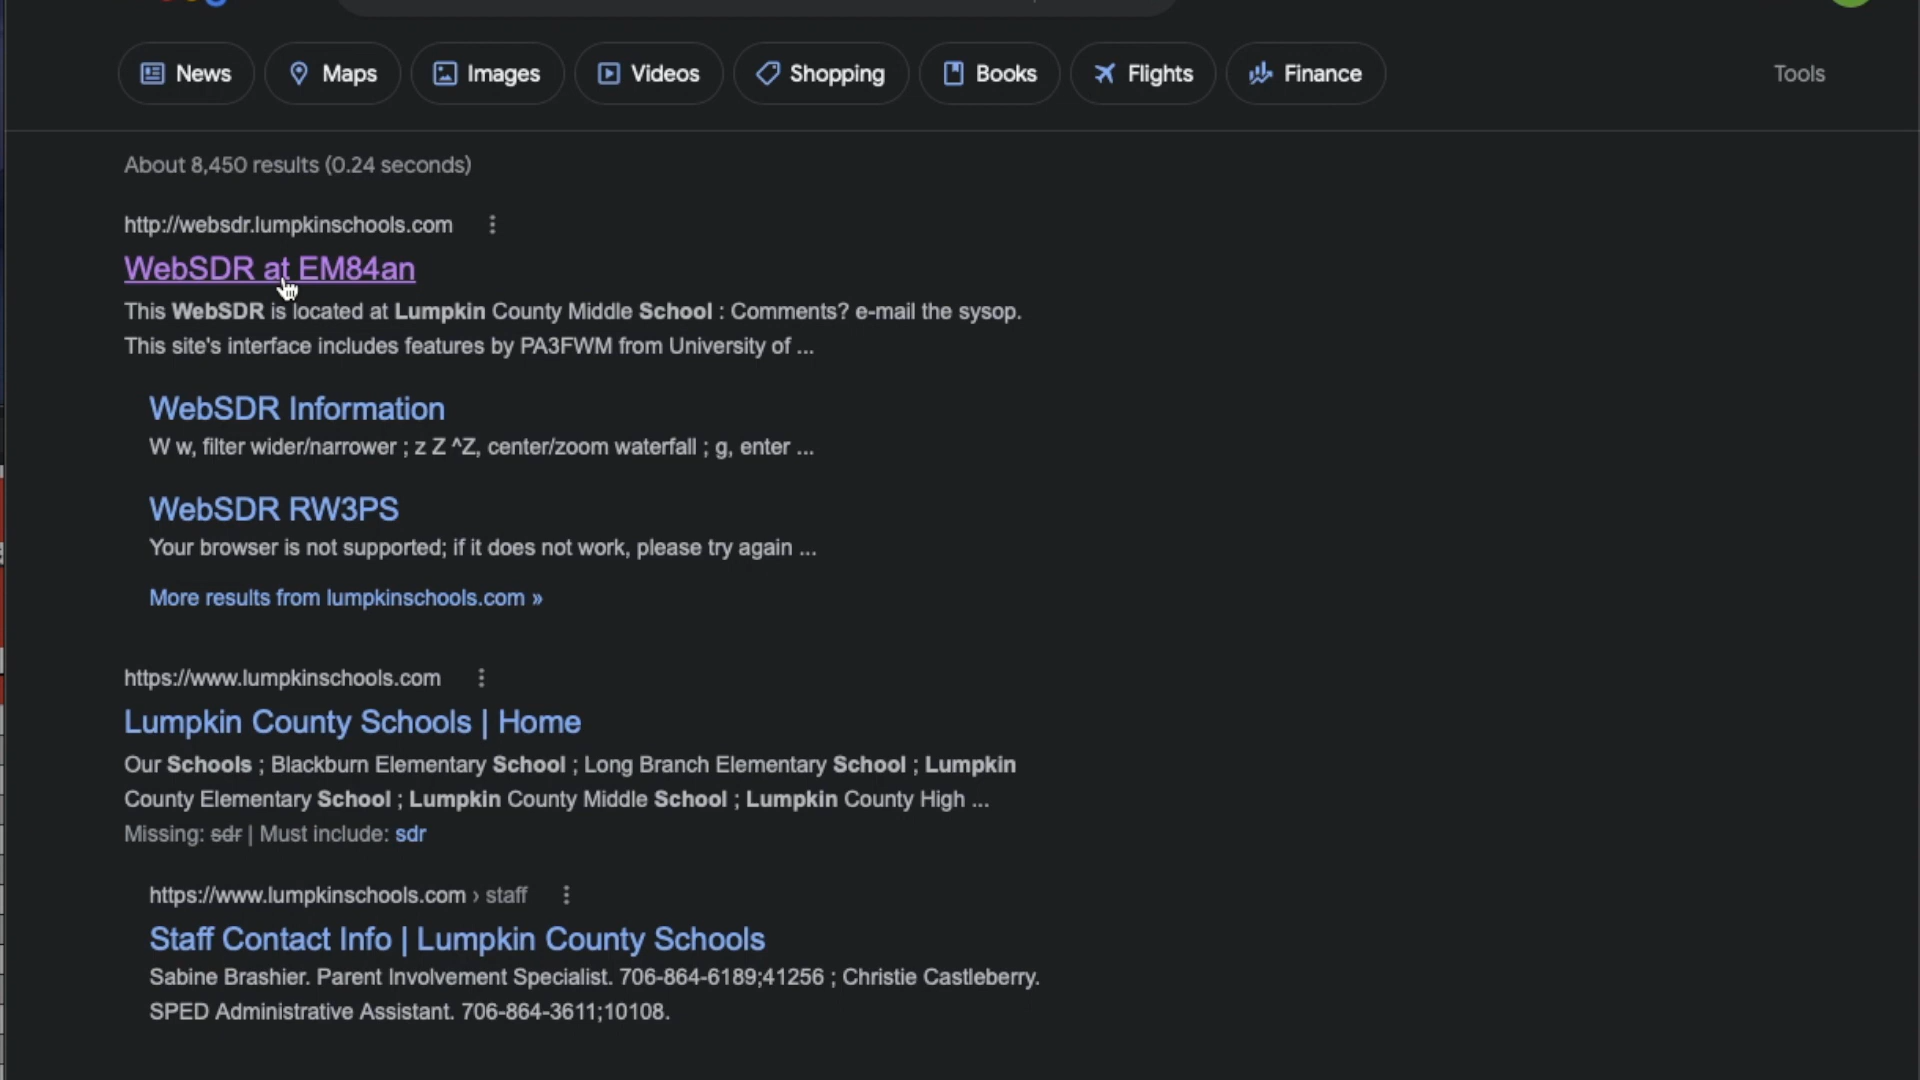 News Maps Images Videos Shopping Books Flights Finance Tools
About 8,450 results (0.24 seconds)
http://websdr.lumpkinschools.com
WebSDR at EM84an
This WebSDR is located at Lumpkin County Middle School : Comments? e-mail the sysop.
This site's interface includes features by PA3FWM from University of ...
WebSDR Information
W w, filter wider/narrower ; z Z ^Z, center/zoom waterfall ; g, enter ...
WebSDR RW3PS
Your browser is not supported; if it does not work, please try again ...
More results from lumpkinschools.com »
https://www.lumpkinschools.com
Lumpkin County Schools | Home
Our Schools ; Blackburn Elementary School ; Long Branch Elementary School ; Lumpkin
County Elementary School ; Lumpkin County Middle School ; Lumpkin County High ...
Missing: sdr | Must include: sdr
https://www.lumpkinschools.com › staff
Staff Contact Info | Lumpkin County Schools
Sabine Brashier. Parent Involvement Specialist. 706-864-6189;41256 ; Christie Castleberry.
SPED Administrative Assistant. 706-864-3611;10108.